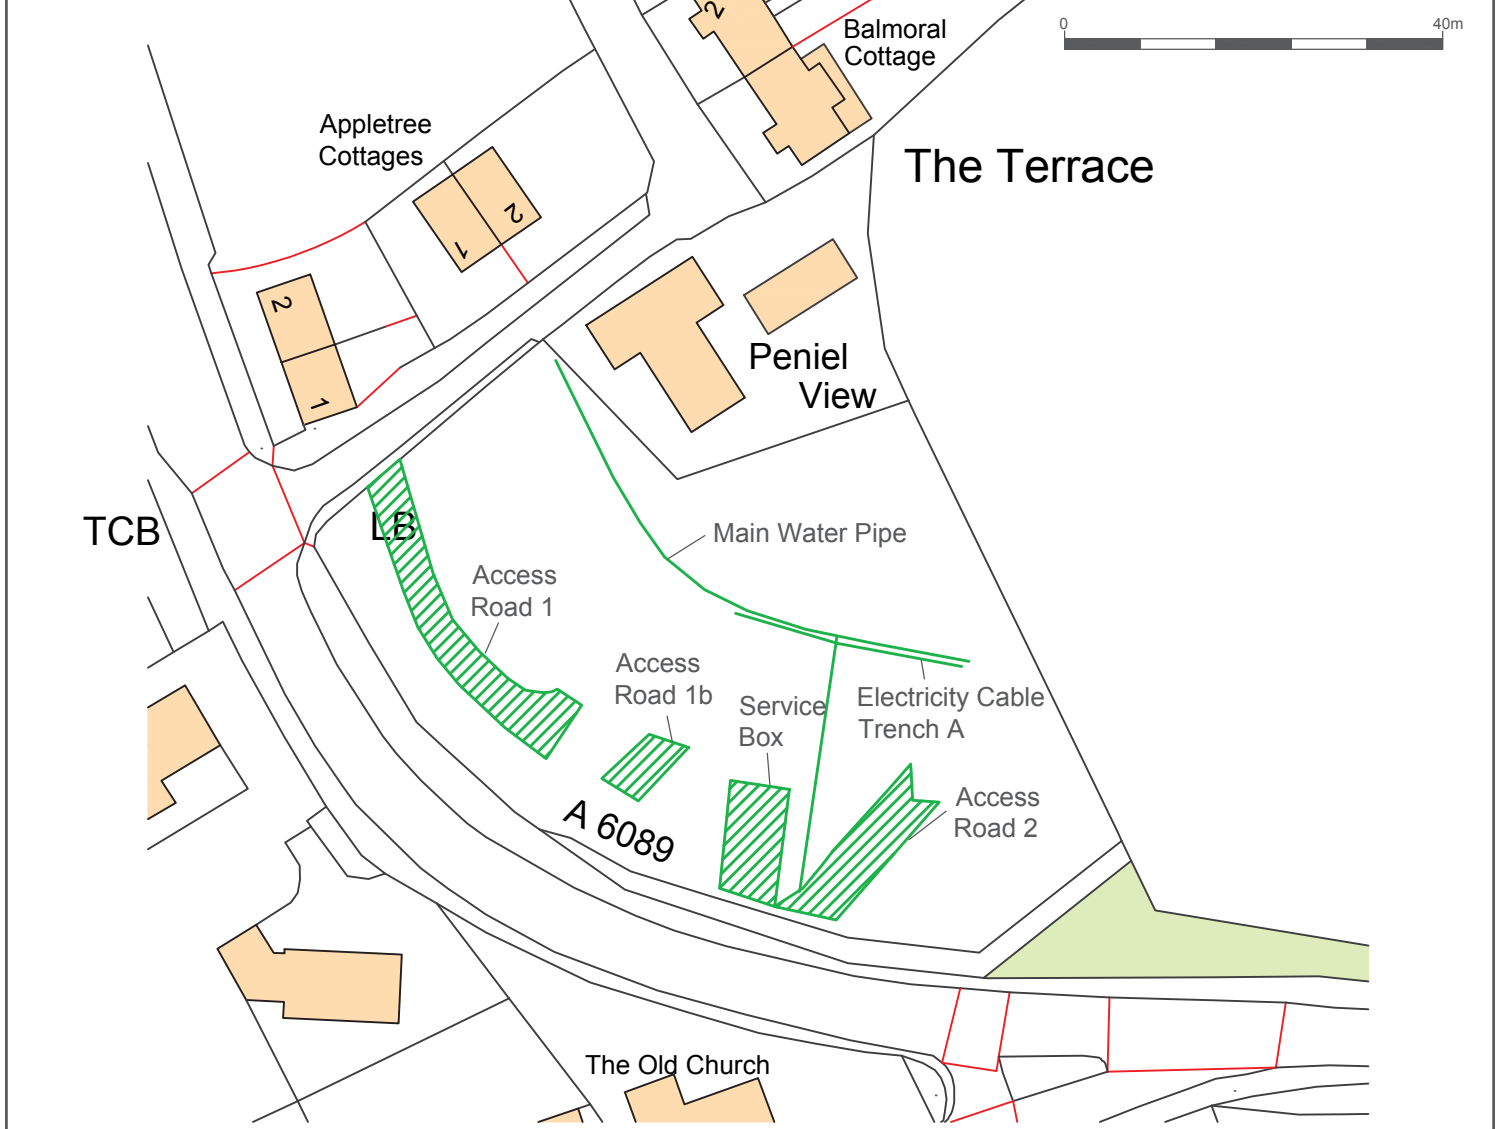 0
40m
2
Balmoral
Cottage
Appletree
Cottages
The Terrace
2
1
2
1
Peniel
View
TCB
LB
Main Water Pipe
Access
Road 1
Access
Road 1b
Service
Box
Electricity Cable
Trench A
Access
Road 2
A 6089
The Old Church